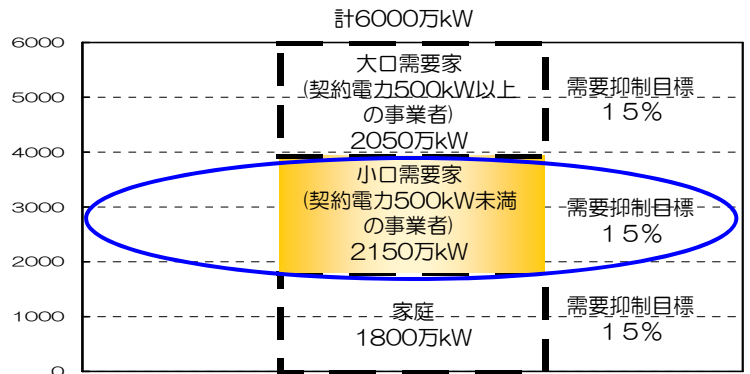 計6000万kW
6000
5000
4000
3000
2000
1000
0
大口需要家
(契約電力500kW以上
の事業者)
2050万kW
需要抑制目標
１５%
小口需要家
(契約電力500kW未満
の事業者)
2150万kW
需要抑制目標
１５%
家庭
1800万kW
需要抑制目標
１５%